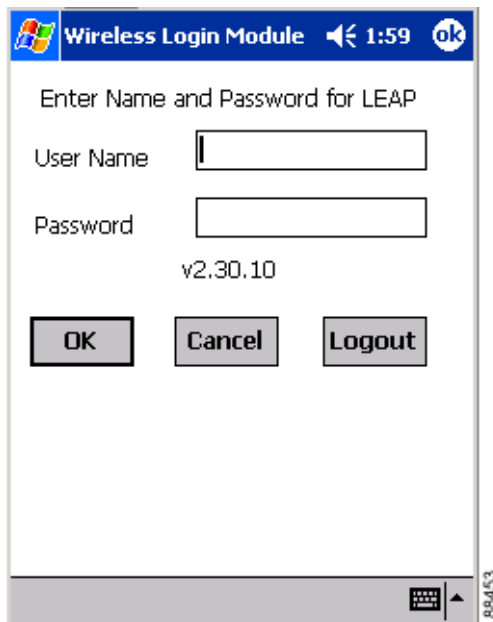 Wireless Login Module 1:59 ok
Enter Name and Password for LEAP
User Name
Password
v2.30.10
OK Cancel Logout
88453